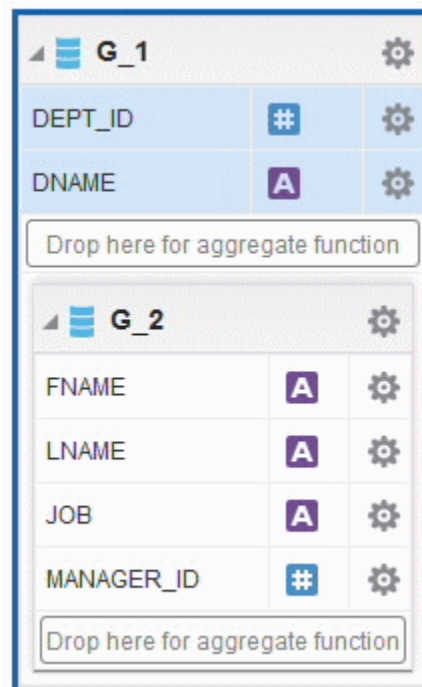 G_1
DEPT_ID #
DNAME A
Drop here for aggregate function
G_2
FNAME A
LNAME A
JOB A
MANAGER_ID #
Drop here for aggregate function